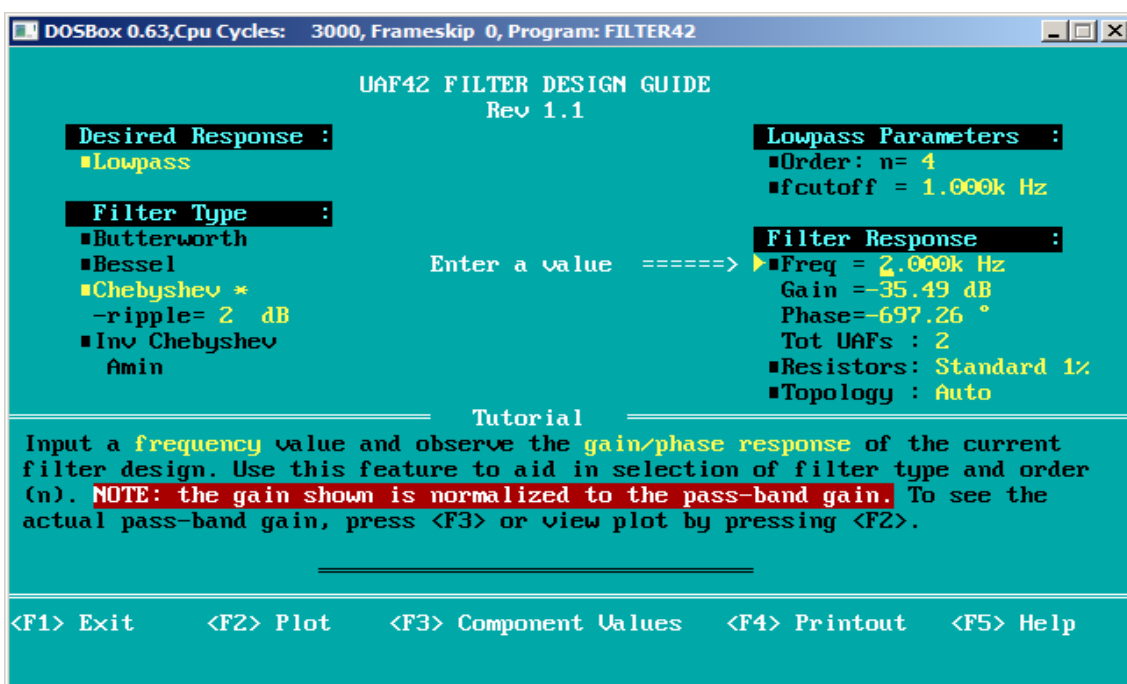 DOSBox 0.63,Cpu Cycles: 3000, Frameskip 0, Program: FILTER42
UAF42 FILTER DESIGN GUIDE
Rev 1.1
Desired Response :
■Lowpass
Filter Type :
■Butterworth
■Bessel
■Chebyshev *
-ripple= 2 dB
■Inv Chebyshev
Amin
Enter a value ======>
Lowpass Parameters :
■Order: n= 4
■fcutoff = 1.000k Hz
Filter Response :
■Freq = 2.000k Hz
Gain =-35.49 dB
Phase=-697.26 °
Tot UAFs : 2
■Resistors: Standard 1%
■Topology : Auto
Tutorial
Input a frequency value and observe the gain/phase response of the current
filter design. Use this feature to aid in selection of filter type and order
(n). NOTE: the gain shown is normalized to the pass-band gain. To see the
actual pass-band gain, press <F3> or view plot by pressing <F2>.
<F1> Exit <F2> Plot <F3> Component Values <F4> Printout <F5> Help